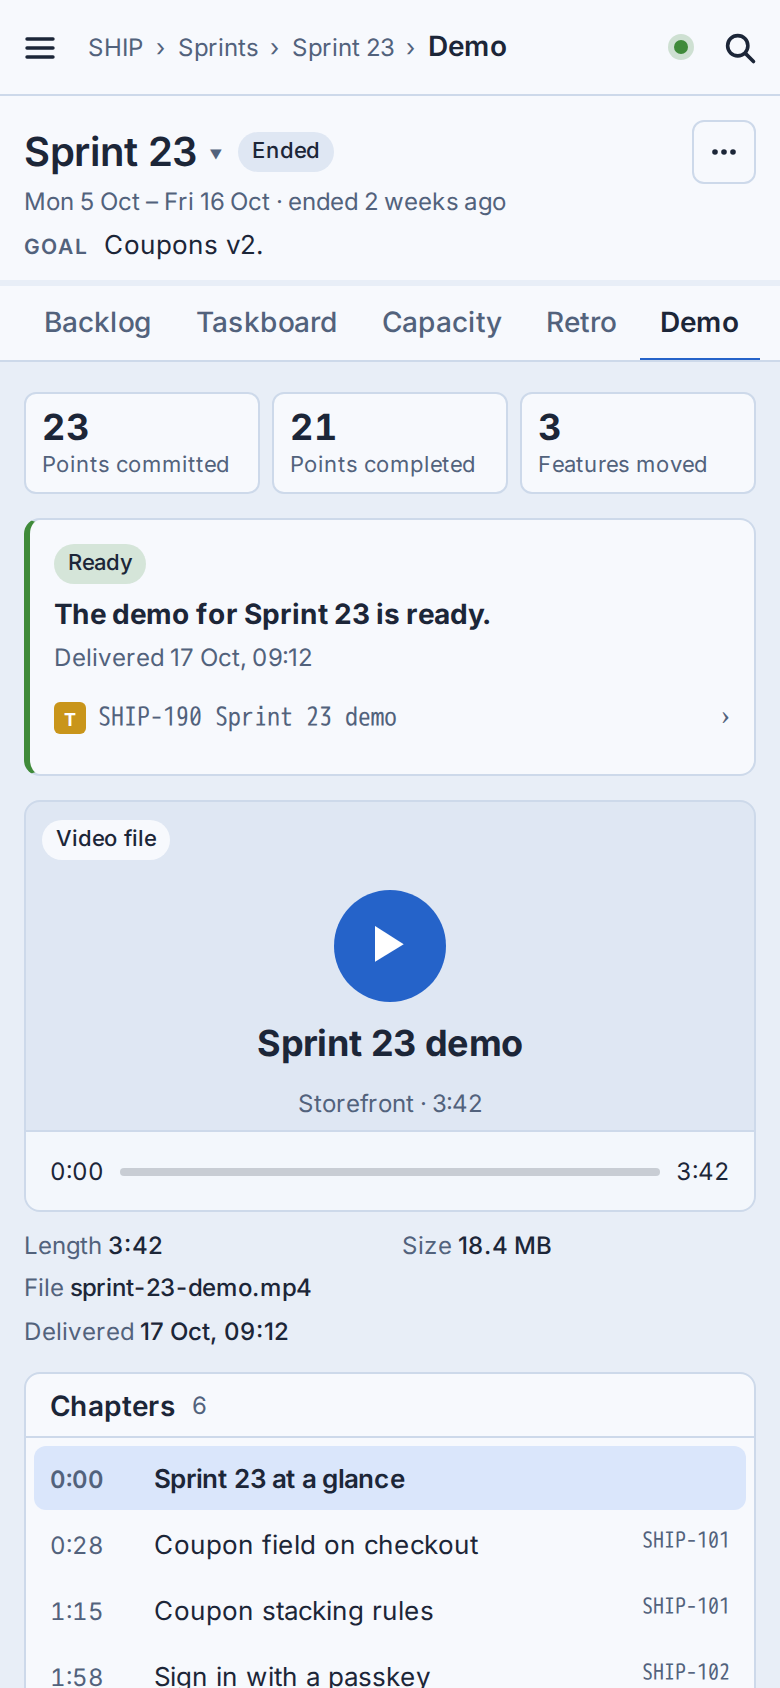 SHIP › Sprints › Sprint 23 › Demo
Sprint 23 ▾ Ended
Mon 5 Oct – Fri 16 Oct · ended 2 weeks ago
GOAL Coupons v2.
Backlog Taskboard Capacity Retro Demo
23 21 3
Points committed Points completed Features moved
Ready
The demo for Sprint 23 is ready.
Delivered 17 Oct, 09:12
T SHIP-190 Sprint 23 demo ›
Video file
Sprint 23 demo
Storefront · 3:42
0:00 3:42
Length 3:42 Size 18.4 MB
File sprint-23-demo.mp4
Delivered 17 Oct, 09:12
Chapters 6
0:00 Sprint 23 at a glance
0:28 Coupon field on checkout SHIP-101
1:15 Coupon stacking rules SHIP-101
1:58 Sign in with a passkey SHIP-102